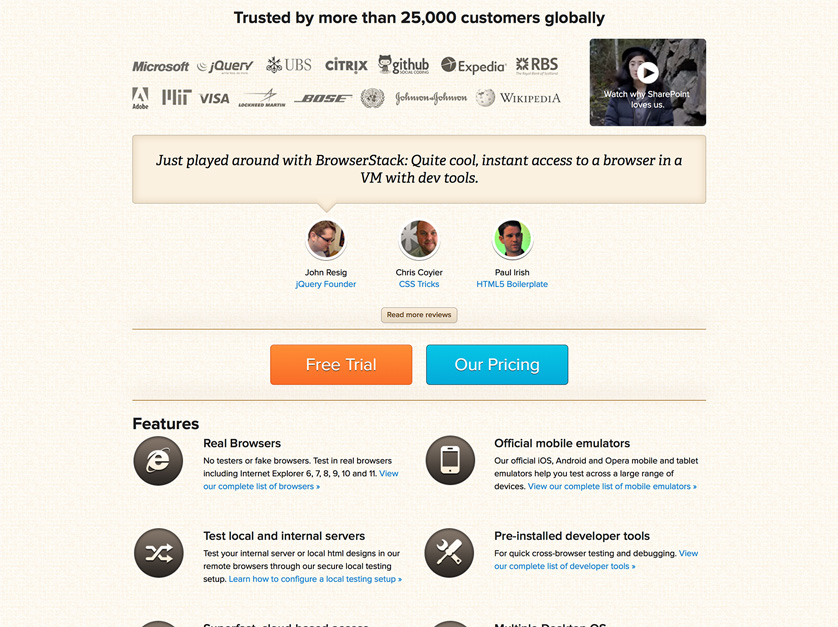 Trusted by more than 25,000 customers globally
Microsoft jQuery UBS CİTRIX github Expedia RBS
SOCIAL CODING The Royal Bank of Scotland
Adobe MIT VISA LOCKHEED MARTIN BOSE Johnson & Johnson WIKIPEDIA
Watch why SharePoint
loves us.
Just played around with BrowserStack: Quite cool, instant access to a browser in a
VM with dev tools.
John Resig
jQuery Founder
Chris Coyier
CSS Tricks
Paul Irish
HTML5 Boilerplate
Read more reviews
Free Trial
Our Pricing
Features
Real Browsers
No testers or fake browsers. Test in real browsers
including Internet Explorer 6, 7, 8, 9, 10 and 11. View
our complete list of browsers »
Official mobile emulators
Our official iOS, Android and Opera mobile and tablet
emulators help you test across a large range of
devices. View our complete list of mobile emulators »
Test local and internal servers
Test your internal server or local html designs in our
remote browsers through our secure local testing
setup. Learn how to configure a local testing setup »
Pre-installed developer tools
For quick cross-browser testing and debugging. View
our complete list of developer tools »
Superfast, cloud-based access
Multiple Desktop OS